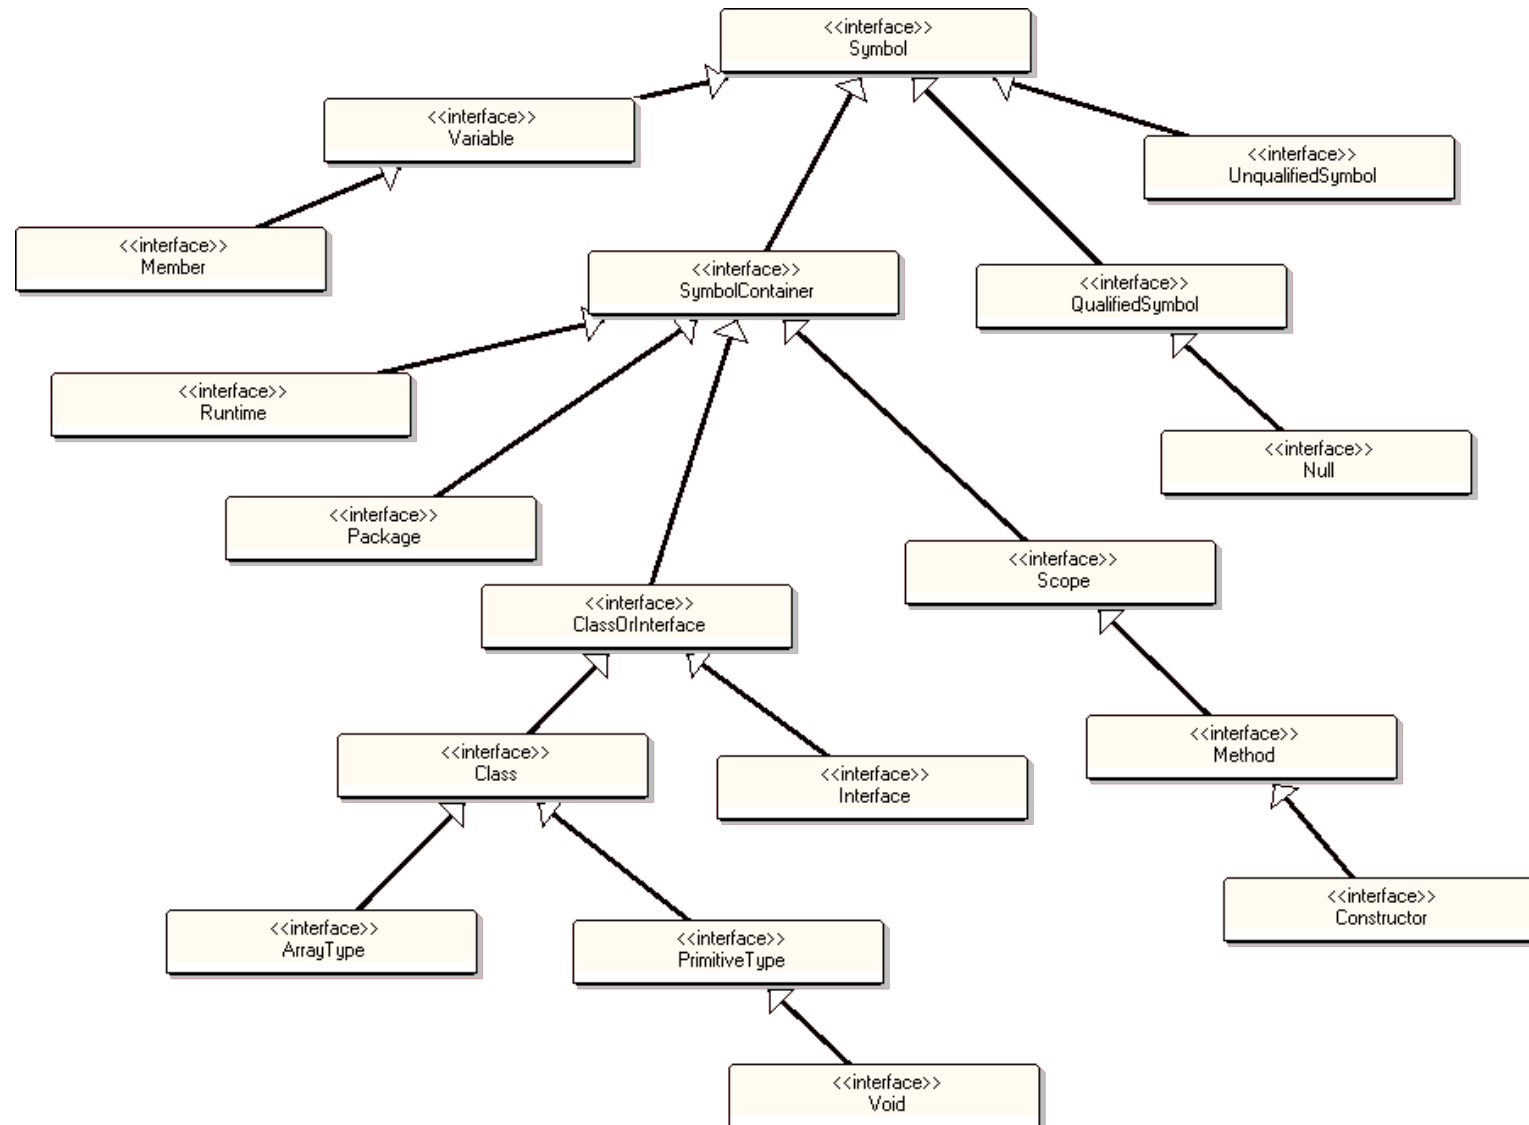 <<interface>>
Symbol
<<interface>>
Variable
<<interface>>
UnqualifiedSymbol
<<interface>>
Member
<<interface>>
SymbolContainer
<<interface>>
QualifiedSymbol
<<interface>>
Runtime
<<interface>>
Null
<<interface>>
Package
<<interface>>
Scope
<<interface>>
ClassOrInterface
<<interface>>
Method
<<interface>>
Class
<<interface>>
Interface
<<interface>>
Constructor
<<interface>>
ArrayType
<<interface>>
PrimitiveType
<<interface>>
Void